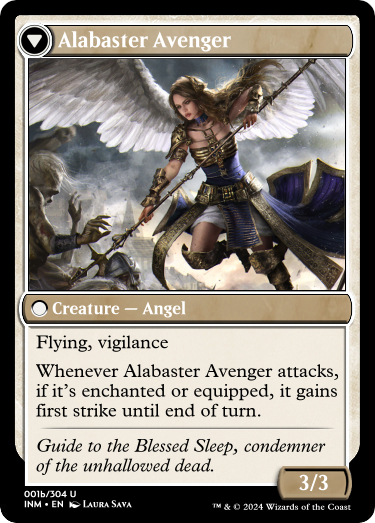 Alabaster Avenger
Creature — Angel
Flying, vigilance
Whenever Alabaster Avenger attacks,
if it's enchanted or equipped, it gains
first strike until end of turn.
Guide to the Blessed Sleep, condemner
of the unhallowed dead.
3/3
001b/304 U
INM • EN Laura Sava
™ & © 2024 Wizards of the Coast